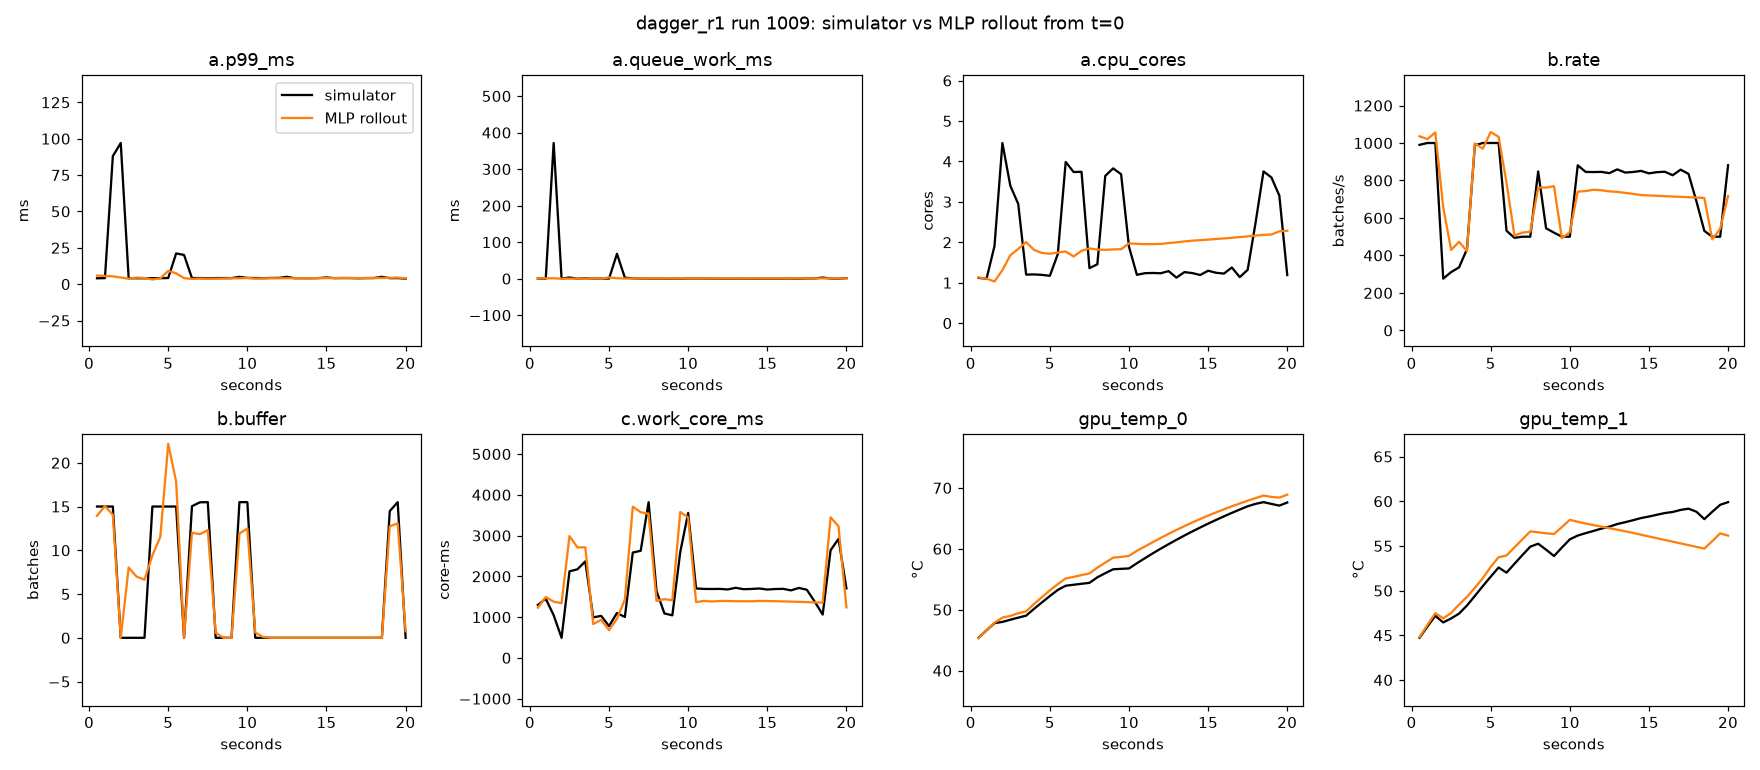 dagger_r1 run 1009: simulator vs MLP rollout from t=0
a.p99_ms
ms
125
100
75
50
25
0
−25
0 5 10 15 20
seconds
simulator
MLP rollout
a.queue_work_ms
ms
500
400
300
200
100
0
−100
0 5 10 15 20
seconds
a.cpu_cores
cores
6
5
4
3
2
1
0
0 5 10 15 20
seconds
b.rate
batches/s
1200
1000
800
600
400
200
0
0 5 10 15 20
seconds
b.buffer
batches
20
15
10
5
0
−5
0 5 10 15 20
seconds
c.work_core_ms
core-ms
5000
4000
3000
2000
1000
0
−1000
0 5 10 15 20
seconds
gpu_temp_0
°C
70
60
50
40
0 5 10 15 20
seconds
gpu_temp_1
°C
65
60
55
50
45
40
0 5 10 15 20
seconds